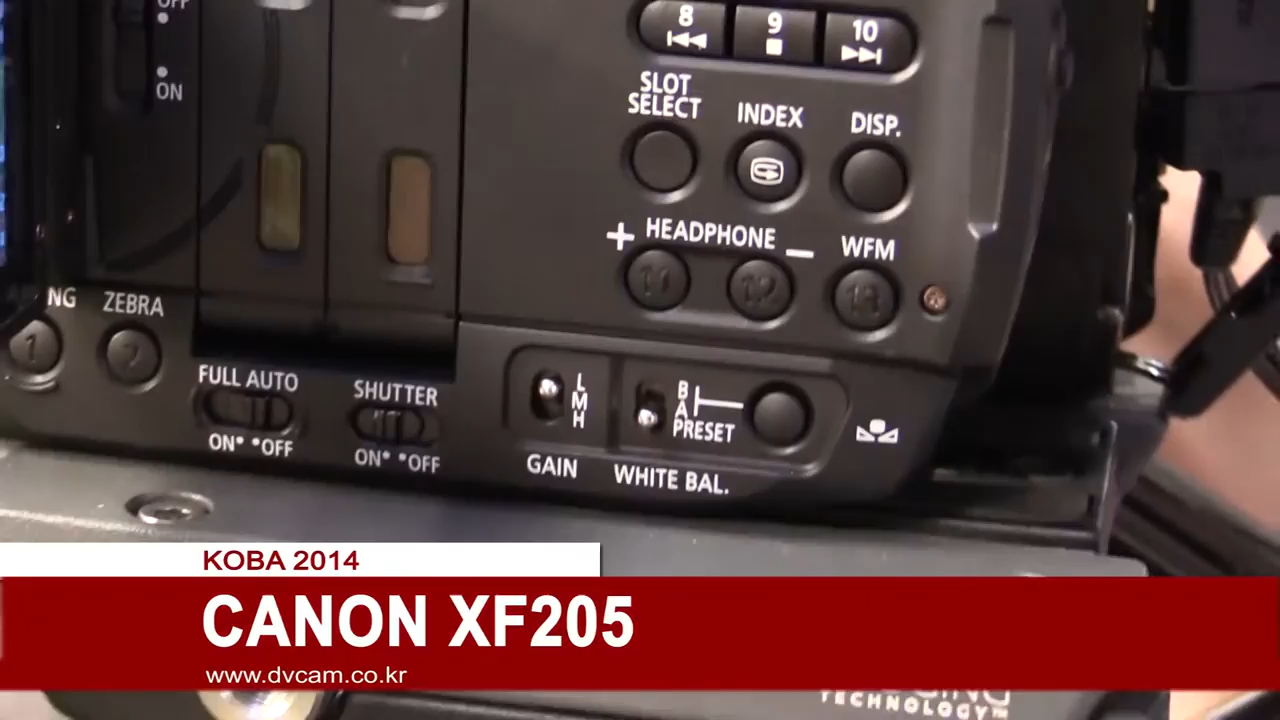 OFF
ON
8 9 10
SLOT SELECT
INDEX
DISP.
+ HEADPHONE −
WFM
11 12 13
NG
ZEBRA
1 2
FULL AUTO
ON OFF
SHUTTER
ON OFF
L
M
H
GAIN
B
A
PRESET
WHITE BAL.
KOBA 2014
CANON XF205
www.dvcam.co.kr
TECHNOLOGY™